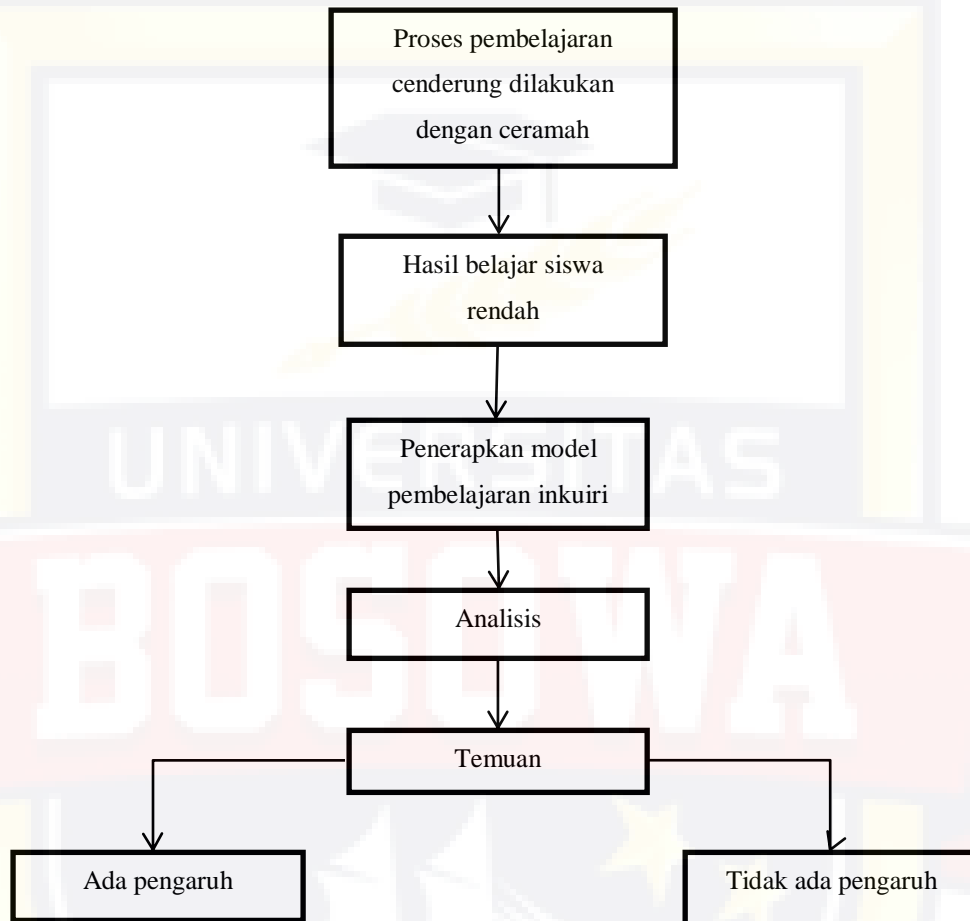 Proses pembelajaran
cenderung dilakukan
dengan ceramah
Hasil belajar siswa
rendah
Penerapkan model
pembelajaran inkuiri
UNIVERSITAS
Analisis
BOSOWA
Temuan
Ada pengaruh
Tidak ada pengaruh